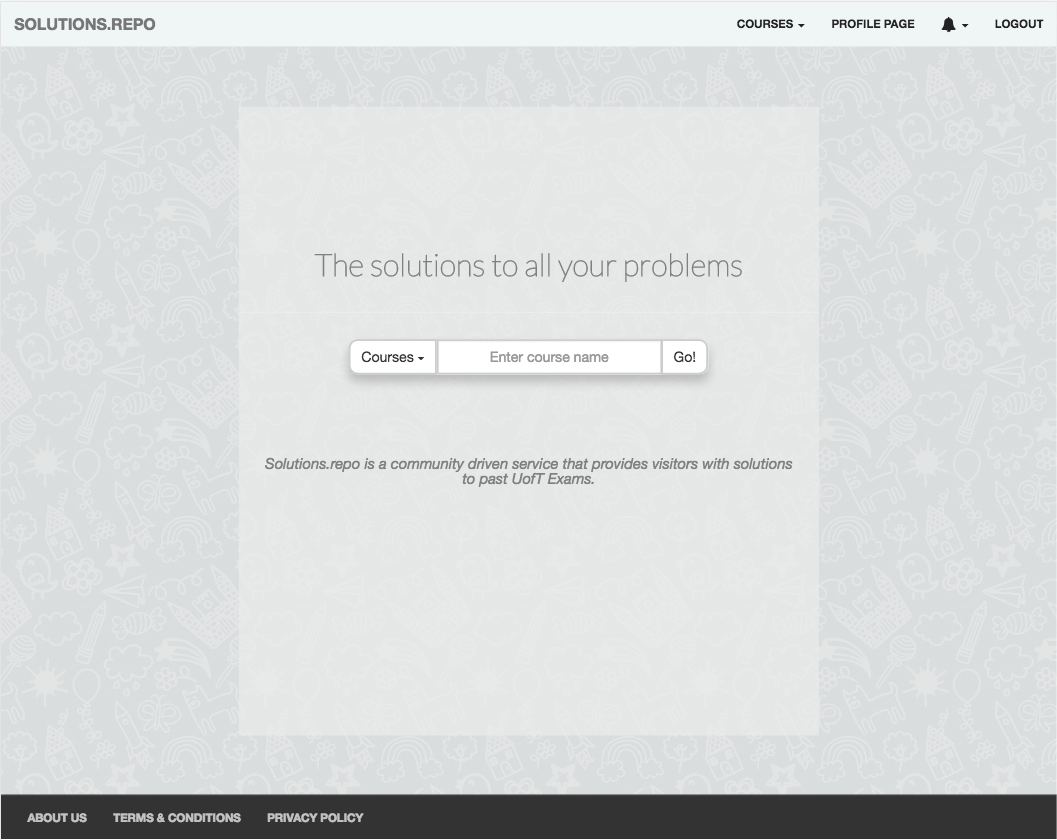 SOLUTIONS.REPO
COURSES
PROFILE PAGE
LOGOUT
The solutions to all your problems
Courses
Enter course name
Go!
Solutions.repo is a community driven service that provides visitors with solutions
to past UofT Exams.
ABOUT US
TERMS & CONDITIONS
PRIVACY POLICY